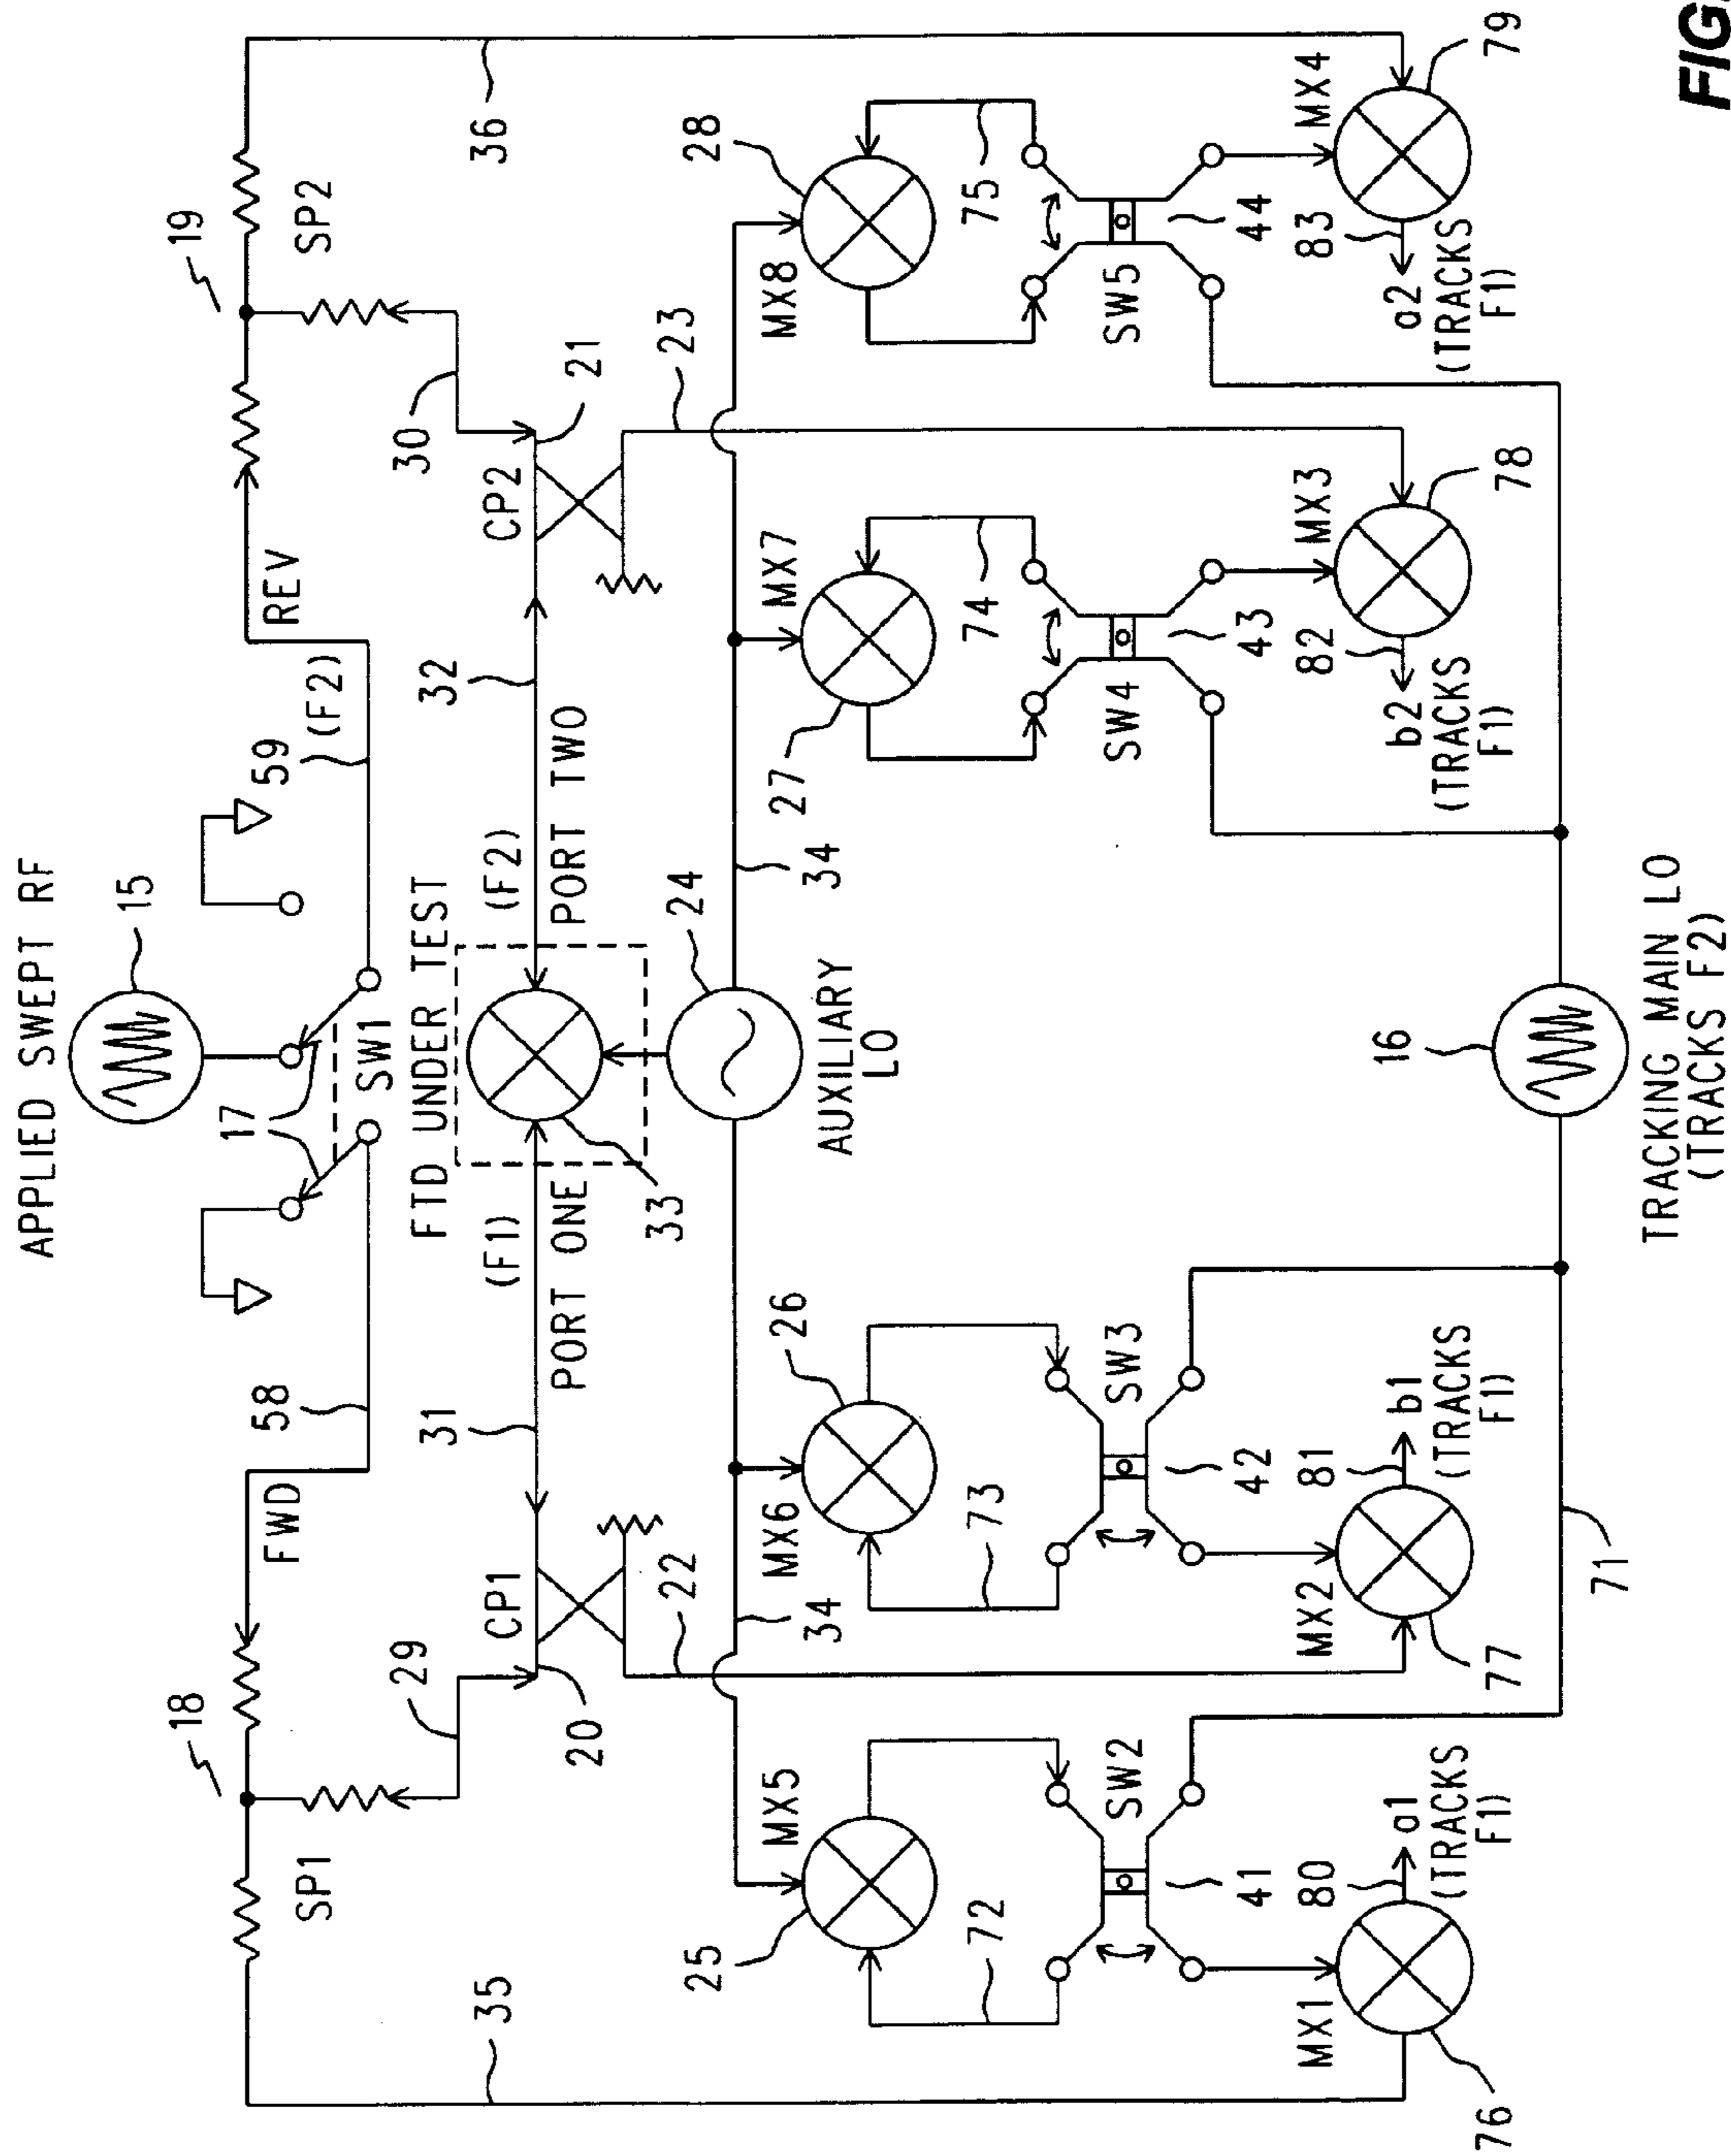 APPLIED SWEPT RF
15
17
SW1
59
(F2)
REV
19
SP2
36
58
FWD
18
SP1
35
FTD UNDER TEST
(F1)
PORT ONE
33
(F2)
PORT TWO
32
31
30
CP2
21
23
29
CP1
20
22
24
AUXILIARY
LO
34
34
MX5
25
72
SW2
41
MX6
26
73
SW3
42
MX7
27
74
SW4
43
MX8
28
75
SW5
44
MX1
76
80
a1
(TRACKS
F1)
MX2
77
81
b1
(TRACKS
F1)
MX3
78
82
b2
(TRACKS
F1)
MX4
79
83
a2
(TRACKS
F1)
71
16
TRACKING MAIN LO
(TRACKS F2)
FIG